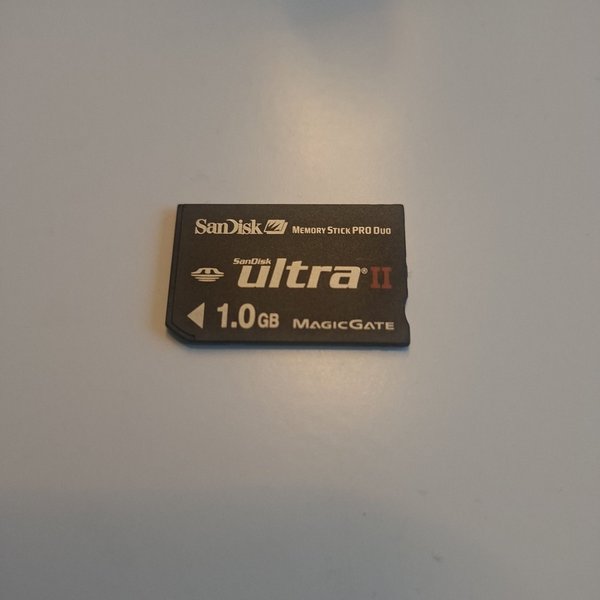 SanDisk MEMORY STICK PRO DUO
SanDisk
ultra® II
1.0GB MAGICGATE